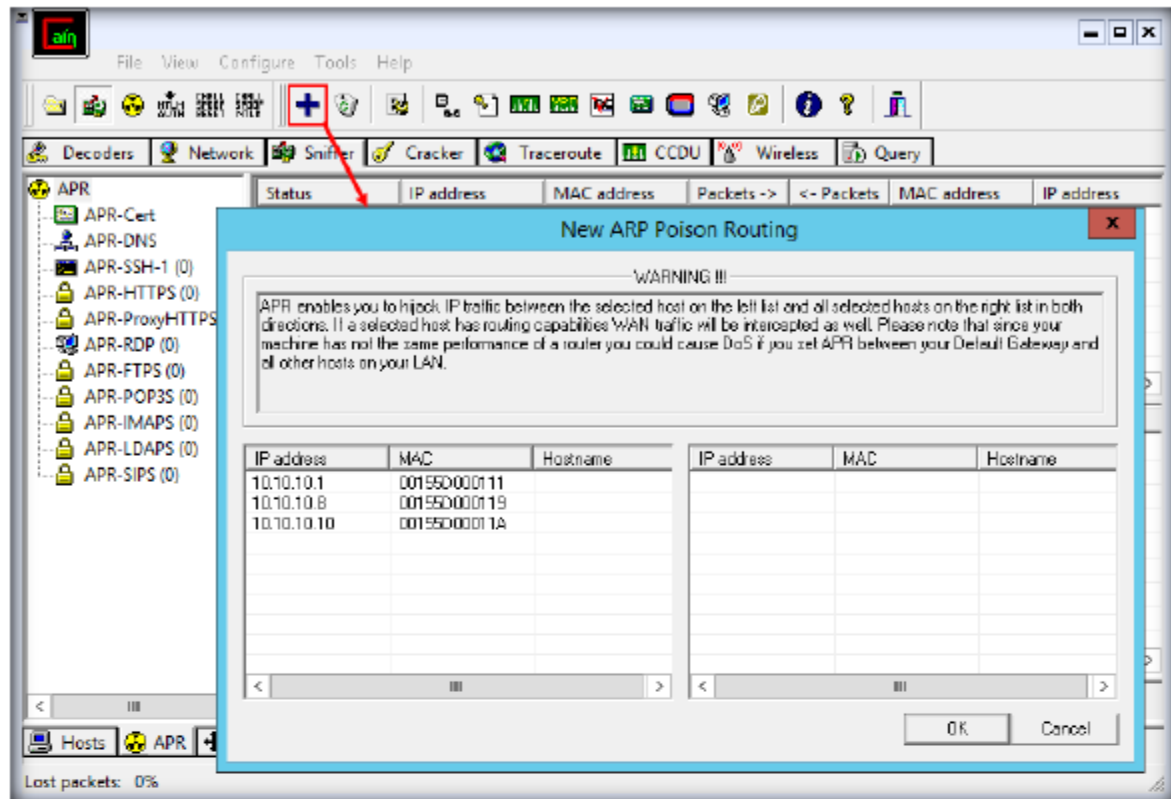 Cain
File View Configure Tools Help
Decoders Network Sniffer Cracker Traceroute CCDU Wireless Query
APR
Status IP address MAC address Packets -> <- Packets MAC address IP address
APR-Cert
APR-DNS
APR-SSH-1 (0)
APR-HTTPS (0)
APR-ProxyHTTPS
APR-RDP (0)
APR-FTPS (0)
APR-POP3S (0)
APR-IMAPS (0)
APR-LDAPS (0)
APR-SIPS (0)
New ARP Poison Routing
WARNING !!!
APR enables you to hijack IP traffic between the selected host on the left list and all selected hosts on the right list in both
directions. If a selected host has routing capabilities WAN traffic will be intercepted as well. Please note that since your
machine has not the same performance of a router you could cause DoS if you set APR between your Default Gateway and
all other hosts on your LAN.
IP address MAC Hostname IP address MAC Hostname
10.10.10.1 00155D000111
10.10.10.8 00155D000119
10.10.10.10 00155D00011A
OK Cancel
Hosts APR
Lost packets: 0%